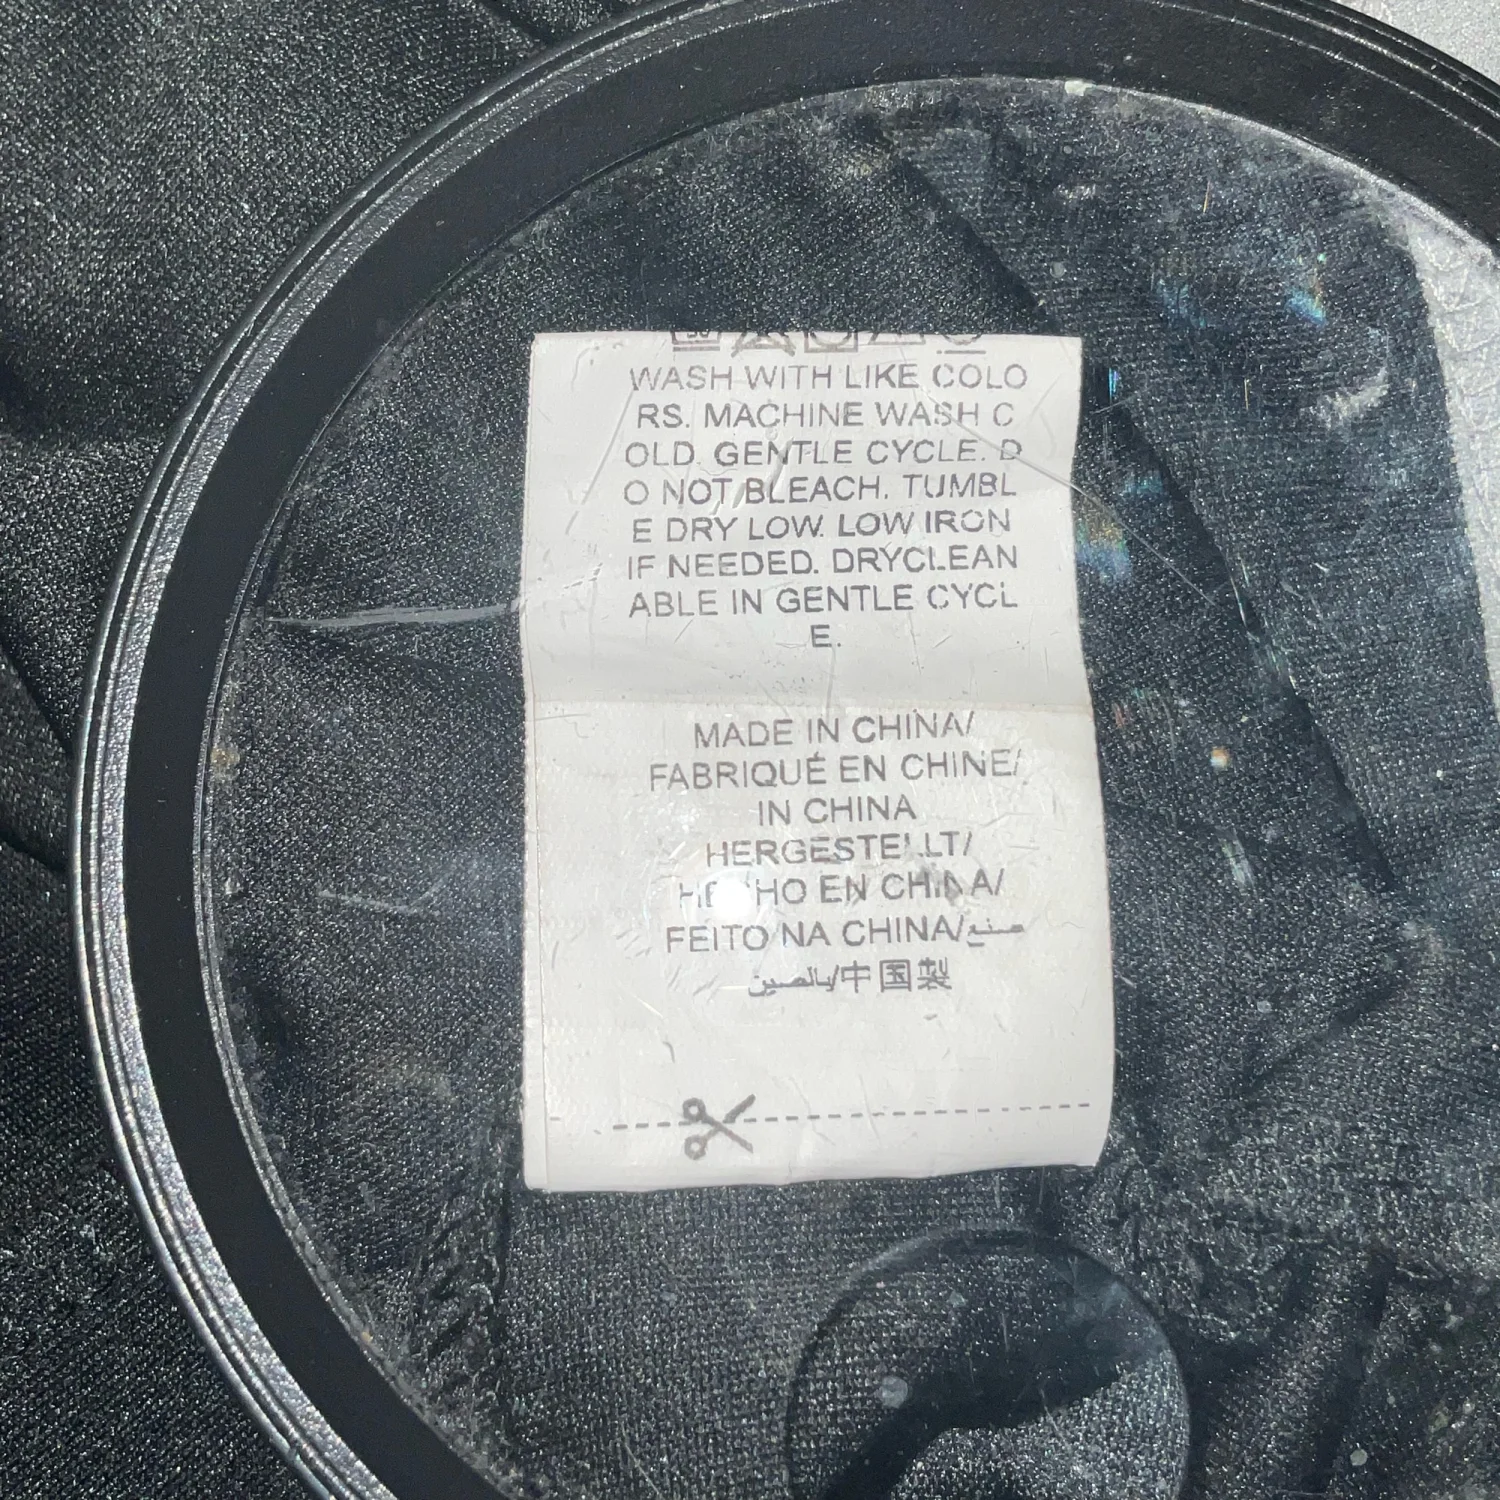 WASH WITH LIKE COLO
RS. MACHINE WASH C
OLD. GENTLE CYCLE. D
O NOT BLEACH. TUMBL
E DRY LOW. LOW IRON
IF NEEDED. DRYCLEAN
ABLE IN GENTLE CYCL
E.
MADE IN CHINA/
FABRIQUÉ EN CHINE/
IN CHINA
HERGESTELLT/
HECHO EN CHINA/
FEITO NA CHINA/صنع
بالصين/中国製